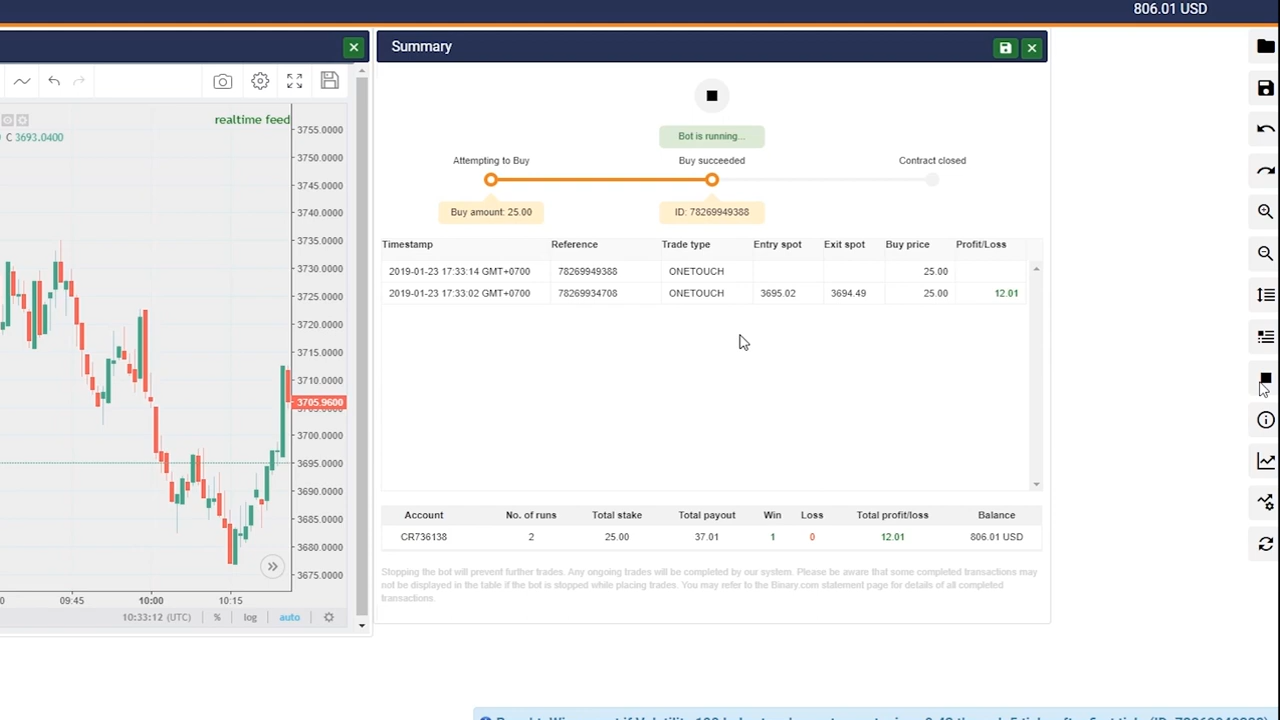 806.01 USD
Summary
realtime feed
C 3693.0400
3755.0000
3750.0000
3745.0000
3740.0000
3735.0000
3730.0000
3725.0000
3720.0000
3715.0000
3710.0000
3705.9600
3700.0000
3695.0000
3690.0000
3685.0000
3680.0000
3675.0000
0 09:45 10:00 10:15
10:33:12 (UTC) % log auto
Bot is running...
Attempting to Buy Buy succeeded Contract closed
Buy amount: 25.00 ID: 78269949388
Timestamp Reference Trade type Entry spot Exit spot Buy price Profit/Loss
2019-01-23 17:33:14 GMT+0700 78269949388 ONETOUCH 25.00
2019-01-23 17:33:02 GMT+0700 78269934708 ONETOUCH 3695.02 3694.49 25.00 12.01
Account No. of runs Total stake Total payout Win Loss Total profit/loss Balance
CR736138 2 25.00 37.01 1 0 12.01 806.01 USD
Stopping the bot will prevent further trades. Any ongoing trades will be completed by our system. Please be aware that some completed transactions may
not be displayed in the table if the bot is stopped while placing trades. You may refer to the Binary.com statement page for details of all completed
transactions.